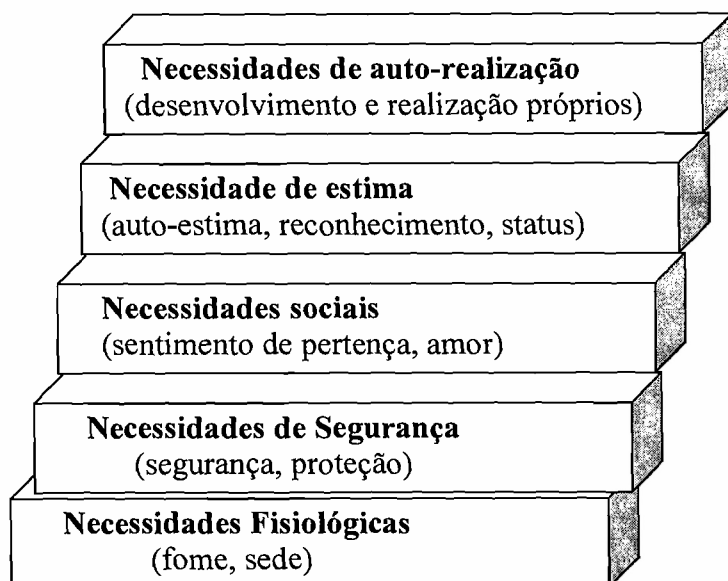 Necessidades de auto-realização
(desenvolvimento e realização próprios)
Necessidade de estima
(auto-estima, reconhecimento, status)
Necessidades sociais
(sentimento de pertença, amor)
Necessidades de Segurança
(segurança, proteção)
Necessidades Fisiológicas
(fome, sede)